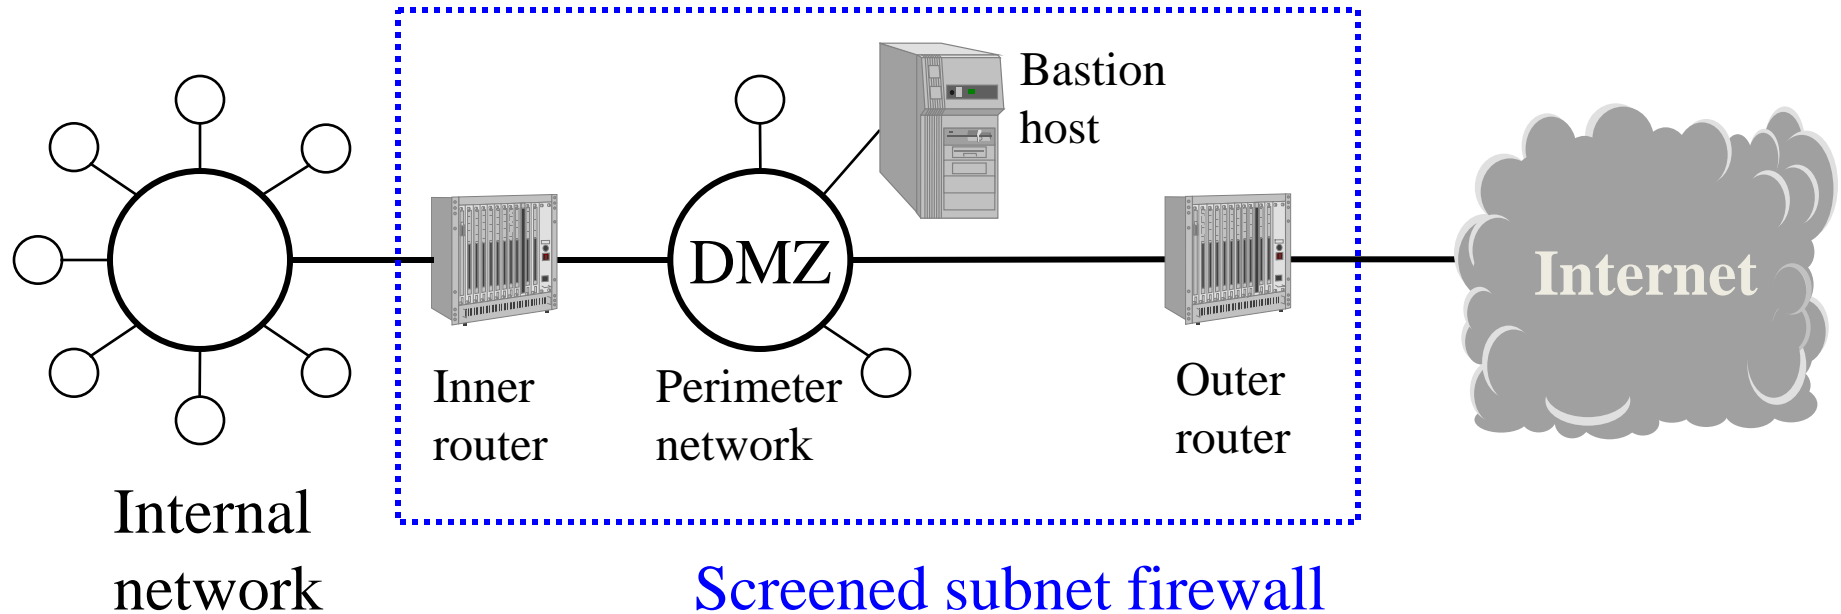 Bastion
host
DMZ
Internet
Inner
router
Perimeter
network
Outer
router
Internal
network
Screened subnet firewall